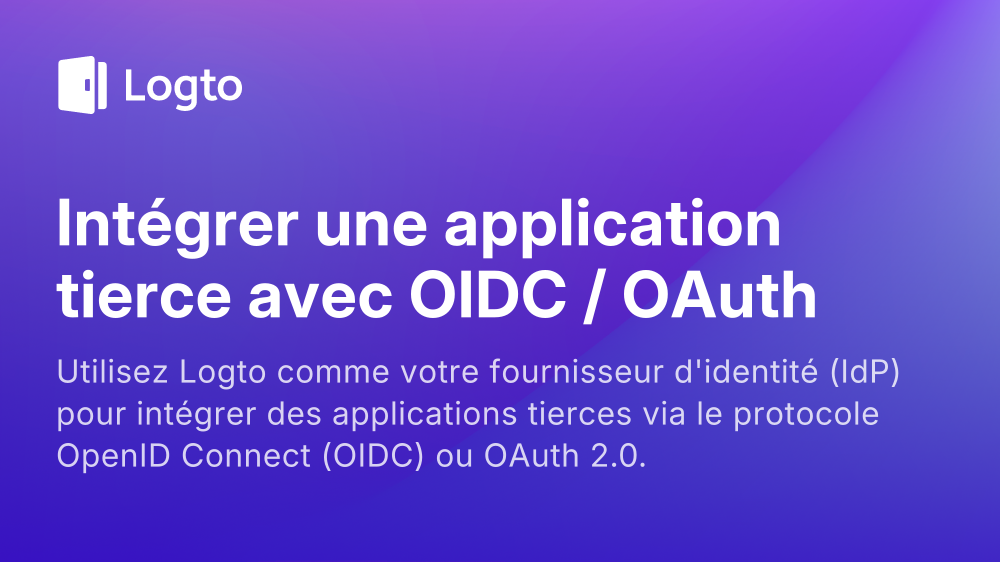 Logto
Intégrer une application
tierce avec OIDC / OAuth
Utilisez Logto comme votre fournisseur d'identité (IdP)
pour intégrer des applications tierces via le protocole
OpenID Connect (OIDC) ou OAuth 2.0.